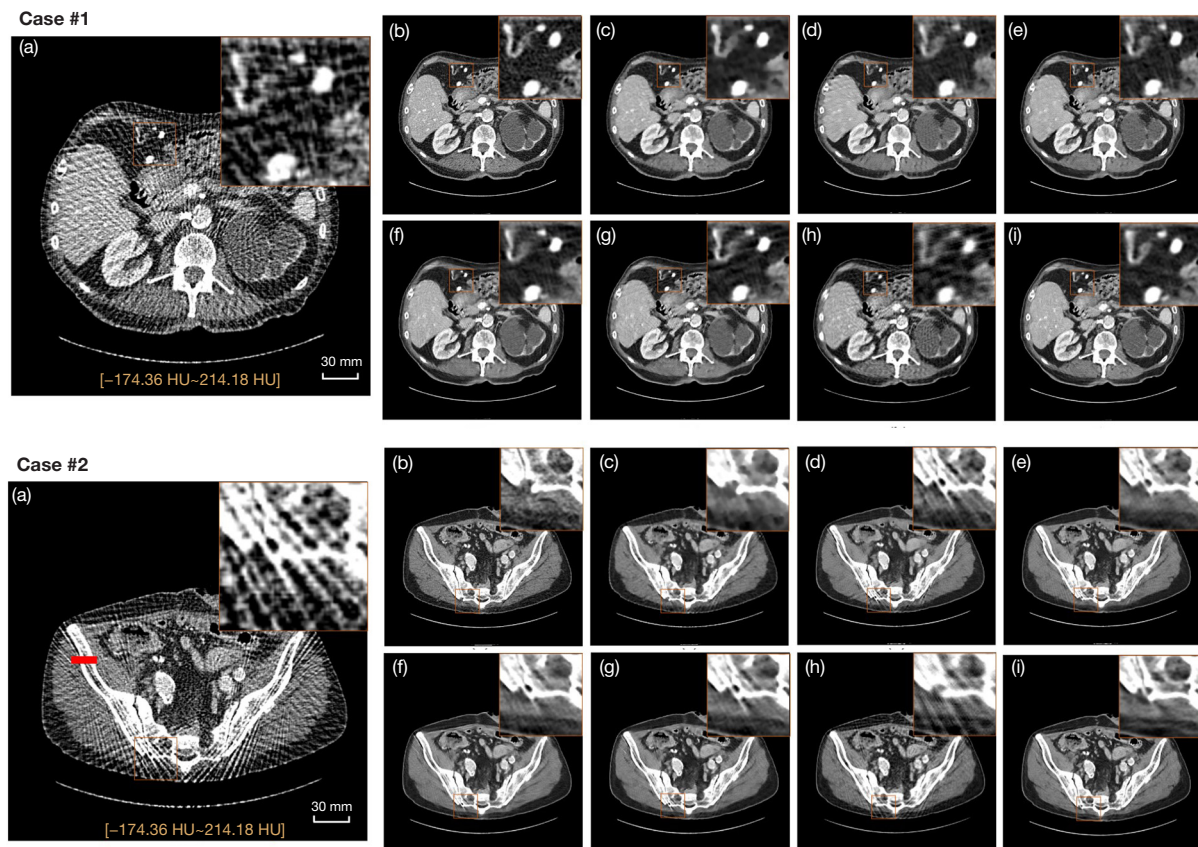 Case #1
(a)
(b)
(c)
(d)
(e)
(f)
(g)
(h)
(i)
30 mm
[−174.36 HU~214.18 HU]
Case #2
(a)
(b)
(c)
(d)
(e)
(f)
(g)
(h)
(i)
30 mm
[−174.36 HU~214.18 HU]